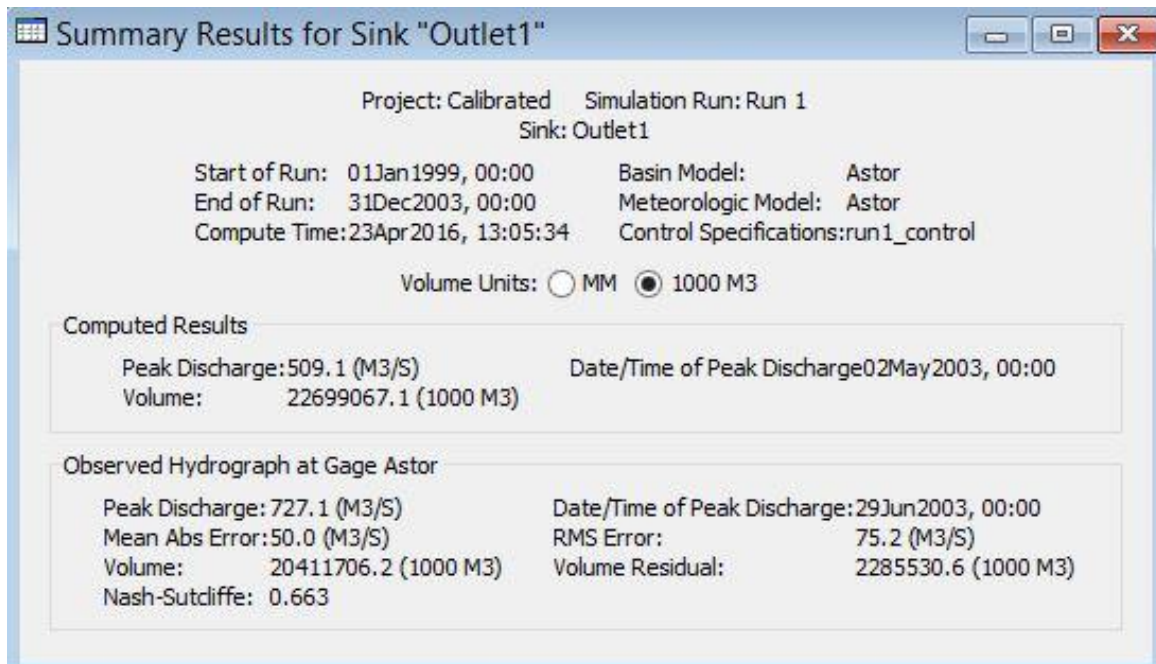 Summary Results for Sink "Outlet1"
Project: Calibrated Simulation Run: Run 1
Sink: Outlet1
Start of Run: 01Jan1999, 00:00 Basin Model: Astor
End of Run: 31Dec2003, 00:00 Meteorologic Model: Astor
Compute Time:23Apr2016, 13:05:34 Control Specifications:run1_control
Volume Units: MM 1000 M3
Computed Results
Peak Discharge:509.1 (M3/S) Date/Time of Peak Discharge02May2003, 00:00
Volume: 22699067.1 (1000 M3)
Observed Hydrograph at Gage Astor
Peak Discharge:727.1 (M3/S) Date/Time of Peak Discharge:29Jun2003, 00:00
Mean Abs Error:50.0 (M3/S) RMS Error: 75.2 (M3/S)
Volume: 20411706.2 (1000 M3) Volume Residual: 2285530.6 (1000 M3)
Nash-Sutcliffe: 0.663